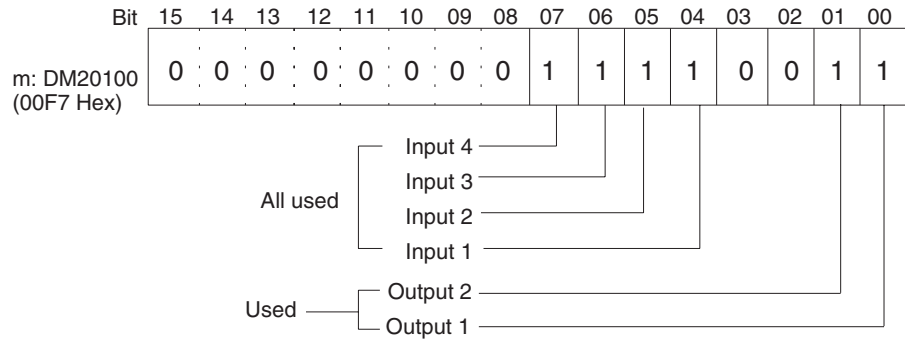 Bit 15 14 13 12 11 10 09 08 07 06 05 04 03 02 01 00
m: DM20100 0 0 0 0 0 0 0 0 1 1 1 1 0 0 1 1
(00F7 Hex)
Input 4
Input 3
All used
Input 2
Input 1
Output 2
Used
Output 1